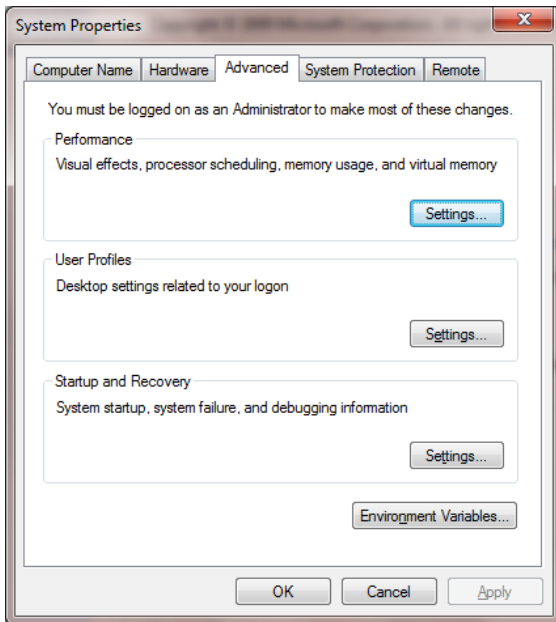 System Properties
Computer Name Hardware Advanced System Protection Remote
You must be logged on as an Administrator to make most of these changes.
Performance
Visual effects, processor scheduling, memory usage, and virtual memory
Settings...
User Profiles
Desktop settings related to your logon
Settings...
Startup and Recovery
System startup, system failure, and debugging information
Settings...
Environment Variables...
OK Cancel Apply